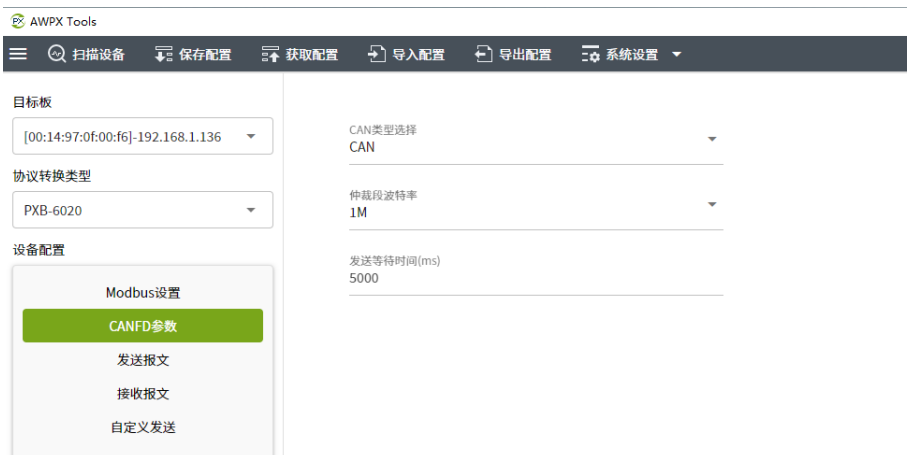 PX AWPX Tools
扫描设备 保存配置 获取配置 导入配置 导出配置 系统设置
目标板
[00:14:97:0f:00:f6]-192.168.1.136
协议转换类型
PXB-6020
设备配置
Modbus设置
CANFD参数
发送报文
接收报文
自定义发送
CAN类型选择
CAN
仲裁段波特率
1M
发送等待时间(ms)
5000